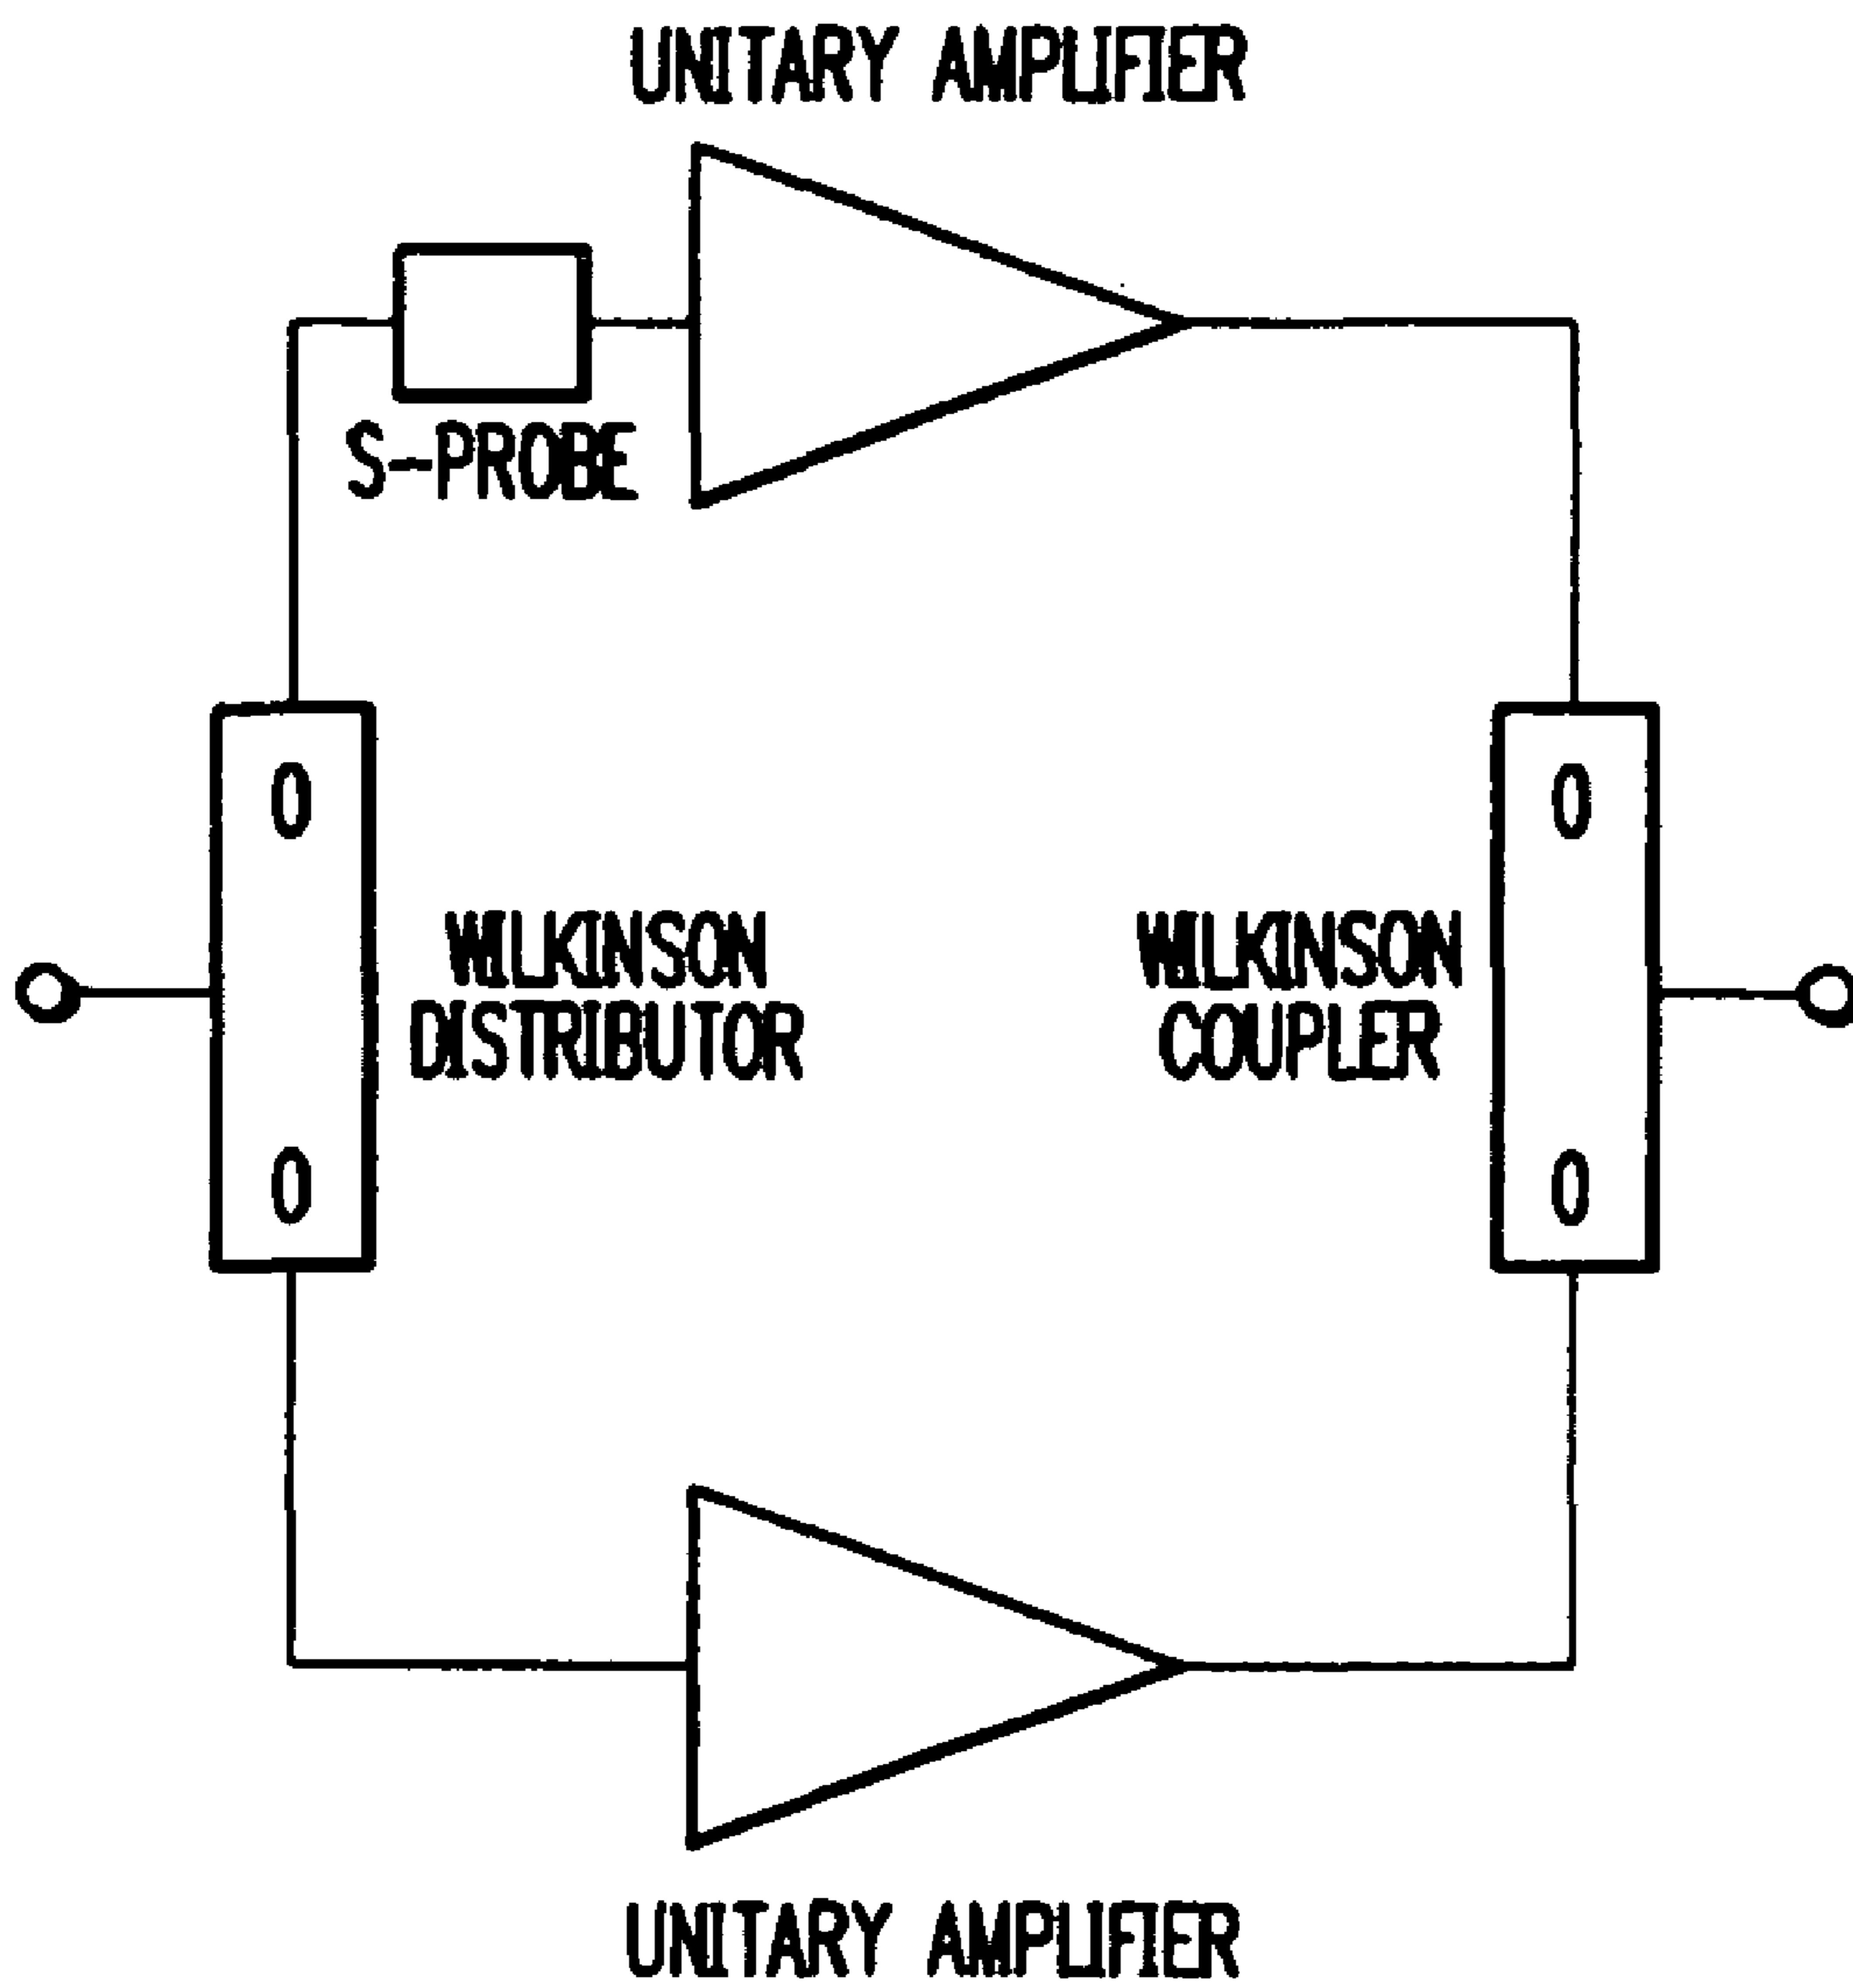 UNITARY AMPLIFIER
S-PROBE
0
0
WILKINSON
DISTRIBUTOR
WILKINSON
COUPLER
0
0
UNITARY AMPLIFIER